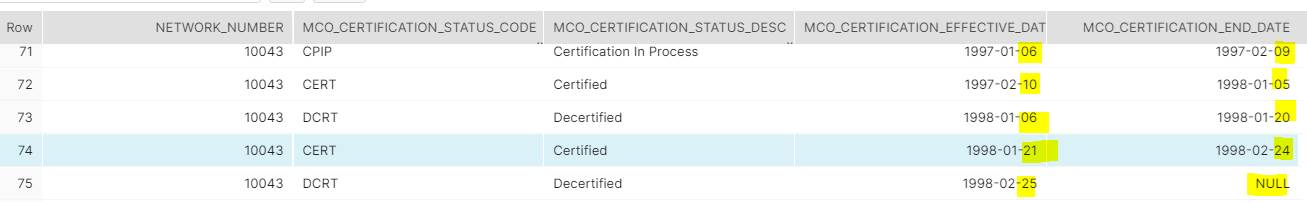 Row NETWORK_NUMBER MCO_CERTIFICATION_STATUS_CODE MCO_CERTIFICATION_STATUS_DESC MCO_CERTIFICATION_EFFECTIVE_DAT MCO_CERTIFICATION_END_DATE
71 10043 CPIP Certification In Process 1997-01-06 1997-02-09
72 10043 CERT Certified 1997-02-10 1998-01-05
73 10043 DCRT Decertified 1998-01-06 1998-01-20
74 10043 CERT Certified 1998-01-21 1998-02-24
75 10043 DCRT Decertified 1998-02-25 NULL